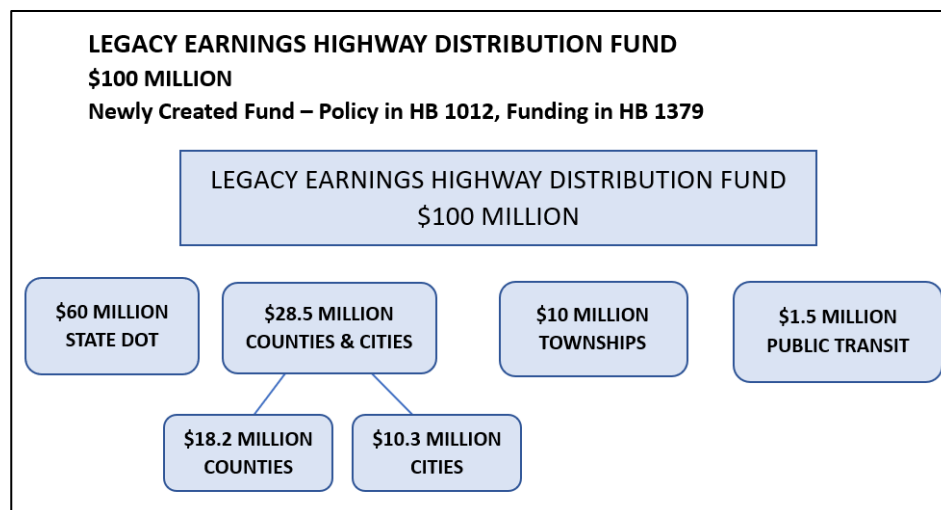 LEGACY EARNINGS HIGHWAY DISTRIBUTION FUND
$100 MILLION
Newly Created Fund – Policy in HB 1012, Funding in HB 1379
LEGACY EARNINGS HIGHWAY DISTRIBUTION FUND
$100 MILLION
$60 MILLION
STATE DOT
$28.5 MILLION
COUNTIES & CITIES
$10 MILLION
TOWNSHIPS
$1.5 MILLION
PUBLIC TRANSIT
$18.2 MILLION
COUNTIES
$10.3 MILLION
CITIES